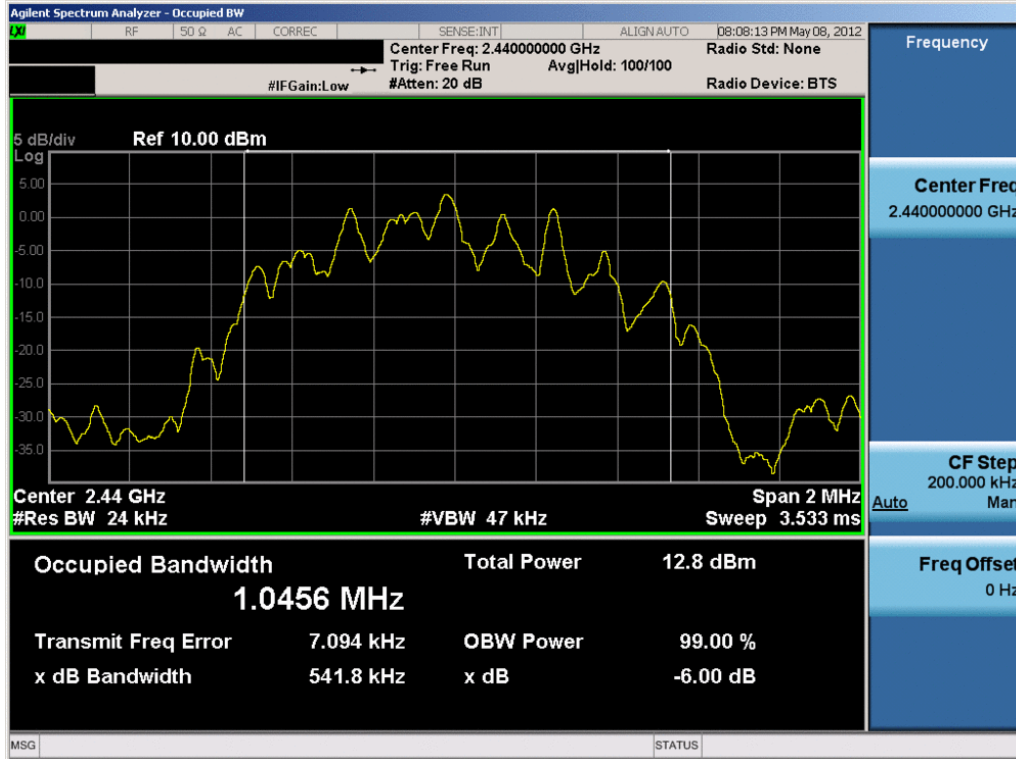 Agilent Spectrum Analyzer - Occupied BW
LXI RF 50 Ω AC CORREC SENSE:INT ALIGN AUTO 08:08:13 PM May 08, 2012
Center Freq: 2.440000000 GHz Radio Std: None
Trig: Free Run Avg|Hold: 100/100
#IFGain:Low #Atten: 20 dB Radio Device: BTS
5 dB/div Ref 10.00 dBm
Log
5.00
0.00
-5.00
-10.0
-15.0
-20.0
-25.0
-30.0
-35.0
Center 2.44 GHz Span 2 MHz
#Res BW 24 kHz #VBW 47 kHz Sweep 3.533 ms
Occupied Bandwidth Total Power 12.8 dBm
1.0456 MHz
Transmit Freq Error 7.094 kHz OBW Power 99.00 %
x dB Bandwidth 541.8 kHz x dB -6.00 dB
MSG STATUS
Frequency
Center Freq
2.440000000 GHz
CF Step
200.000 kHz
Auto Man
Freq Offset
0 Hz